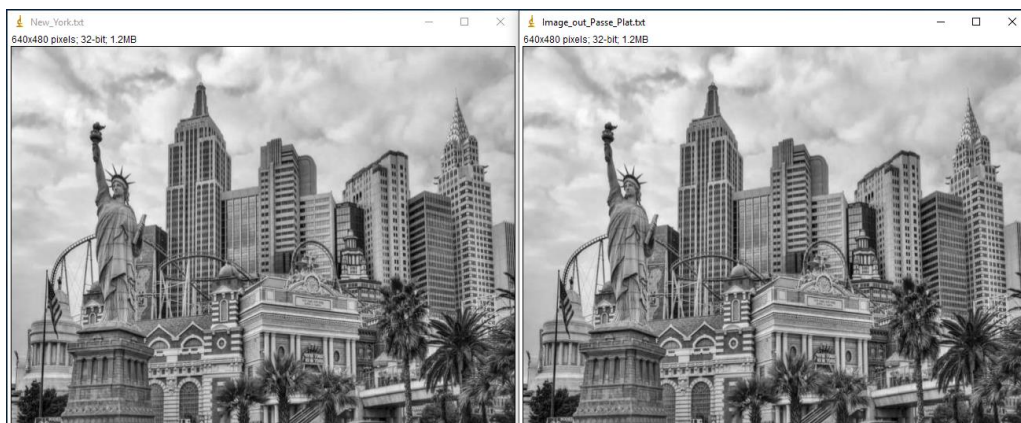 New_York.txt
640x480 pixels; 32-bit; 1.2MB
Image_out_Passe_Plat.txt
640x480 pixels; 32-bit; 1.2MB